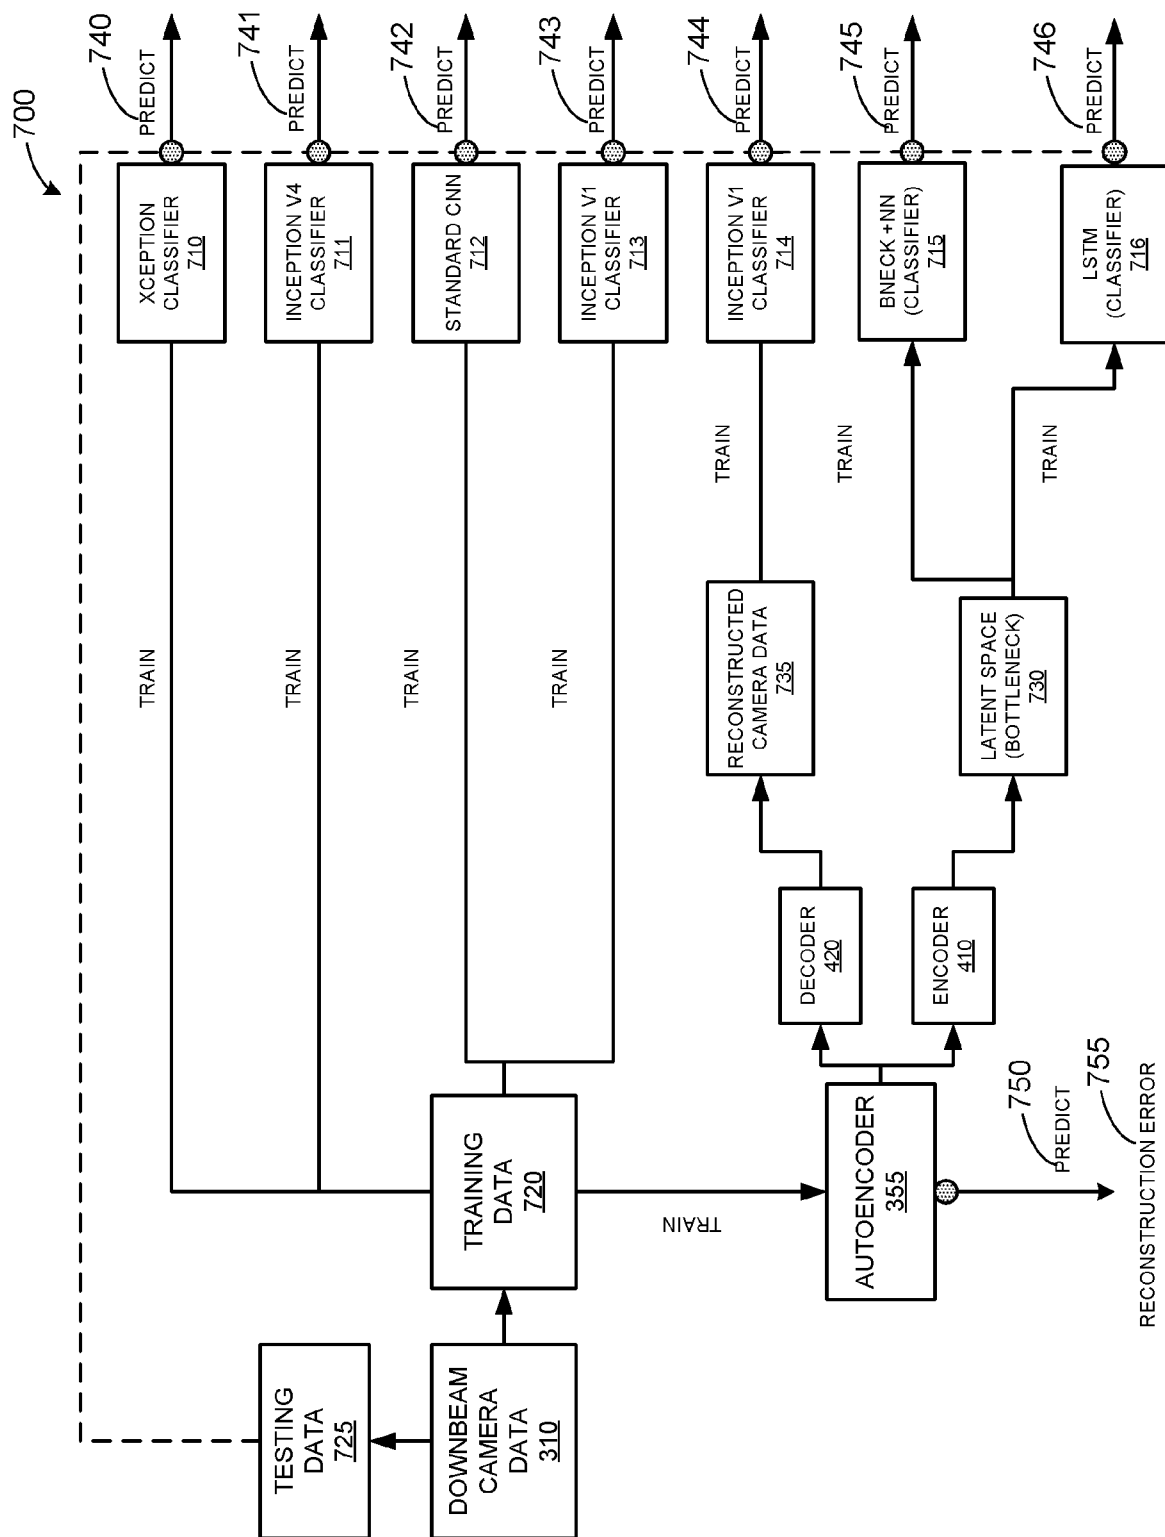 700
TESTING
DATA
725
DOWNBEAM
CAMERA
DATA
310
TRAINING
DATA
720
TRAIN
XCEPTION
CLASSIFIER
710
740
PREDICT
TRAIN
INCEPTION V4
CLASSIFIER
711
741
PREDICT
TRAIN
STANDARD CNN
712
742
PREDICT
TRAIN
INCEPTION V1
CLASSIFIER
713
743
PREDICT
TRAIN
AUTOENCODER
355
DECODER
420
RECONSTRUCTED
CAMERA DATA
735
TRAIN
INCEPTION V1
CLASSIFIER
714
744
PREDICT
ENCODER
410
LATENT SPACE
(BOTTLENECK)
730
TRAIN
BNECK +NN
(CLASSIFIER)
715
745
PREDICT
TRAIN
LSTM
(CLASSIFIER)
716
746
PREDICT
750
PREDICT
755
RECONSTRUCTION ERROR